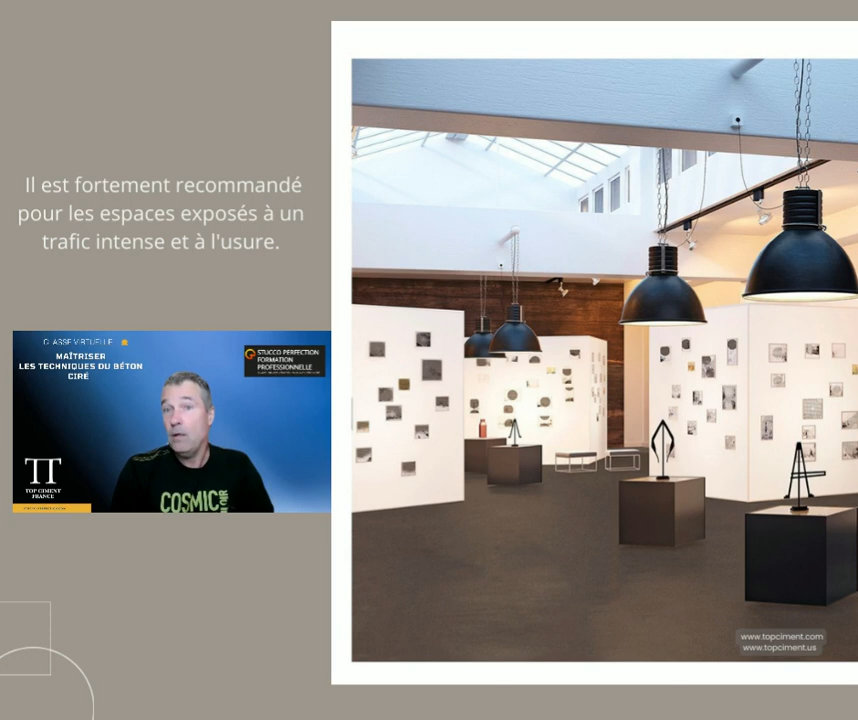 Il est fortement recommandé
pour les espaces exposés à un
trafic intense et à l'usure.
CLASSE VIRTUELLE
MAÎTRISER
LES TECHNIQUES DU BÉTON
CIRÉ
STUCCO PERFECTION
FORMATION
PROFESSIONNELLE
TOP CIMENT
FRANCE
COSMIC
www.topciment.com
www.topciment.us